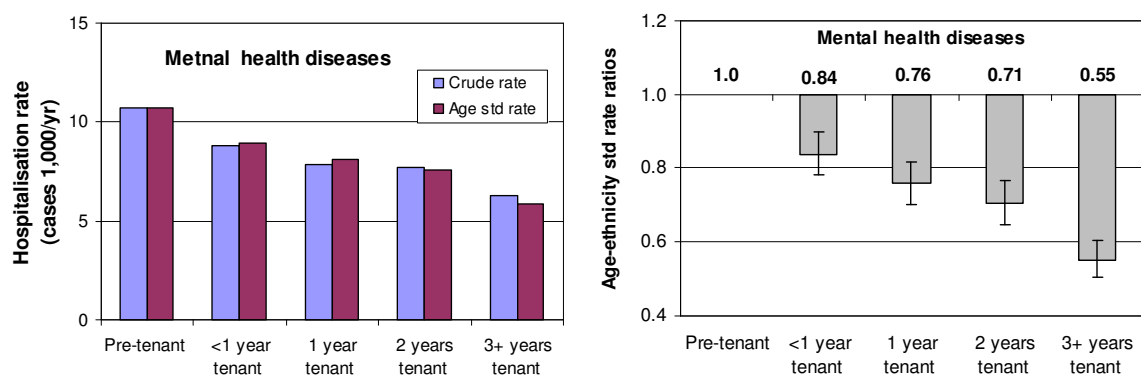 Metnal health diseases
Crude rate
Age std rate
Hospitalisation rate
(cases 1,000/yr)
15
10
5
0
Pre-tenant
<1 year
tenant
1 year
tenant
2 years
tenant
3+ years
tenant
Mental health diseases
1.0
0.84
0.76
0.71
0.55
Age-ethnicity std rate ratios
1.2
1.0
0.8
0.6
0.4
Pre-tenant
<1 year
tenant
1 year
tenant
2 years
tenant
3+ years
tenant